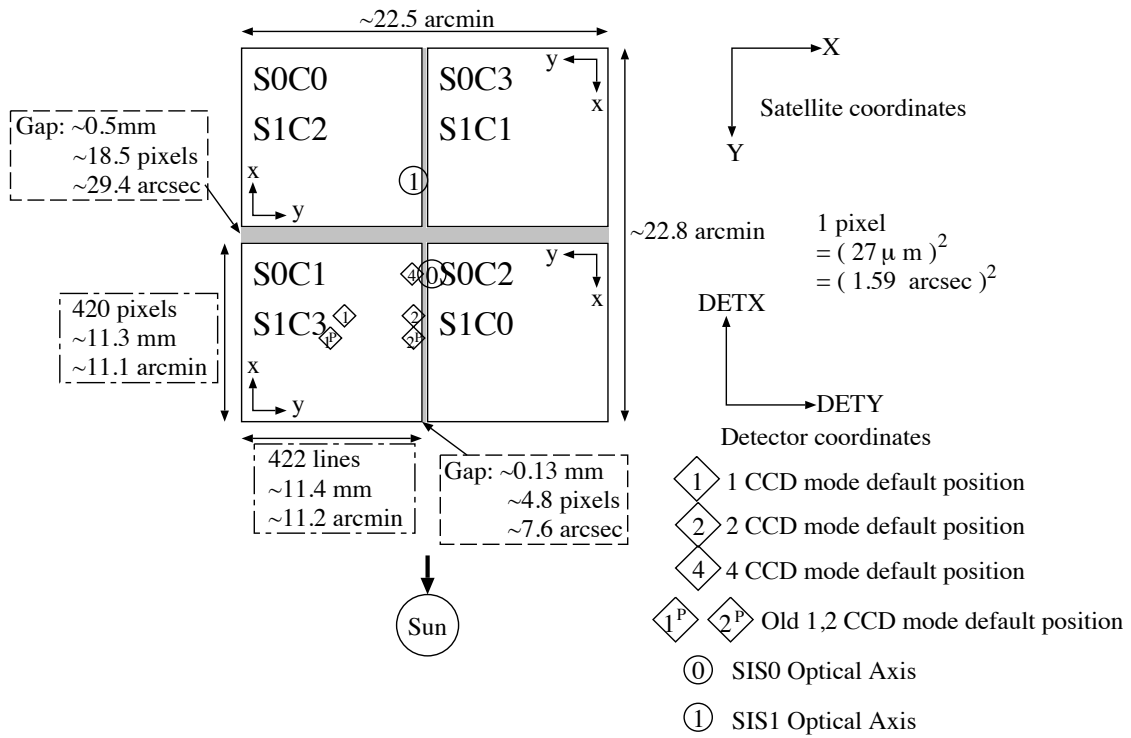 ~22.5 arcmin
S0C0
S1C2
x
y
S0C3
S1C1
y
x
X
Y
Satellite coordinates
Gap: ~0.5mm
~18.5 pixels
~29.4 arcsec
1
~22.8 arcmin
1 pixel
= ( 27 μ m )²
= ( 1.59 arcsec )²
S0C1
S1C3
x
y
4
0
1
2
1P
2P
S0C2
S1C0
y
x
420 pixels
~11.3 mm
~11.1 arcmin
DETX
DETY
Detector coordinates
422 lines
~11.4 mm
~11.2 arcmin
Gap: ~0.13 mm
~4.8 pixels
~7.6 arcsec
Sun
1 1 CCD mode default position
2 2 CCD mode default position
4 4 CCD mode default position
1P 2P Old 1,2 CCD mode default position
0 SIS0 Optical Axis
1 SIS1 Optical Axis